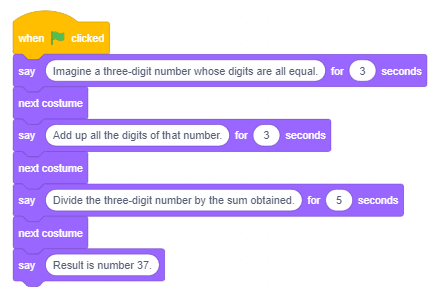 when clicked
say Imagine a three-digit number whose digits are all equal. for 3 seconds
next costume
say Add up all the digits of that number. for 3 seconds
next costume
say Divide the three-digit number by the sum obtained. for 5 seconds
next costume
say Result is number 37.